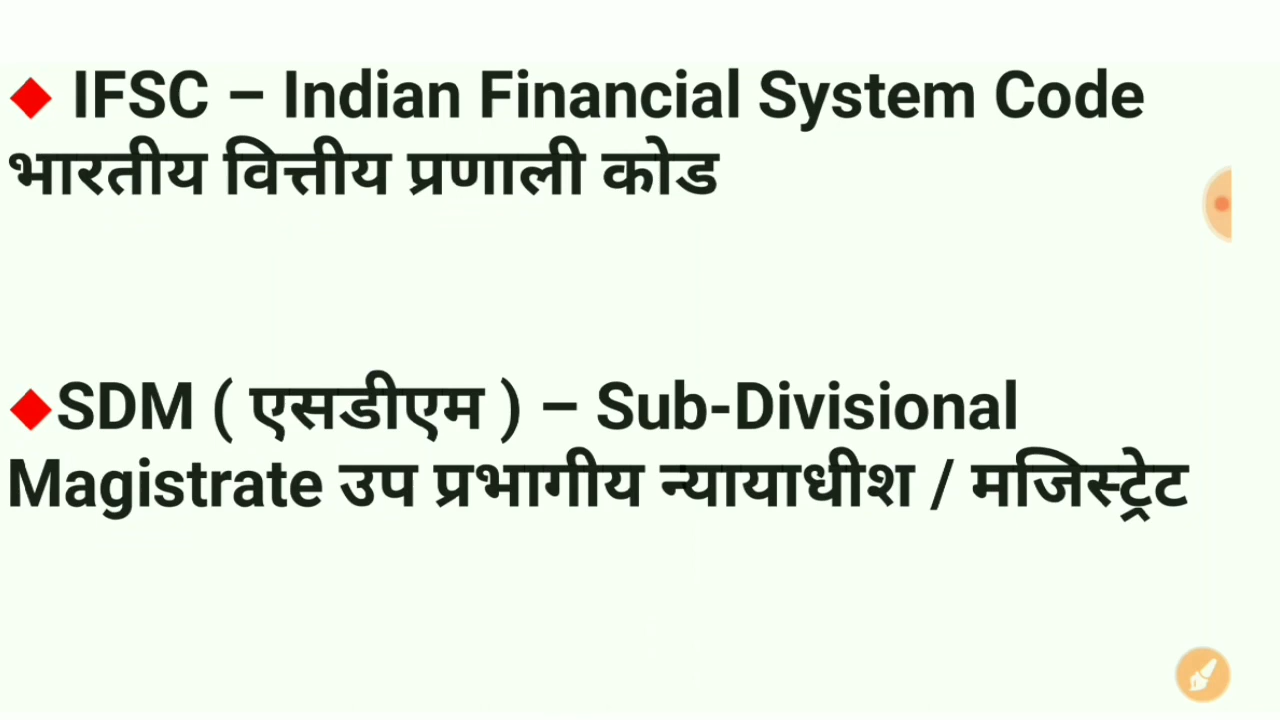 ◆ IFSC – Indian Financial System Code
भारतीय वित्तीय प्रणाली कोड
◆SDM ( एसडीएम ) – Sub-Divisional
Magistrate उप प्रभागीय न्यायाधीश / मजिस्ट्रेट